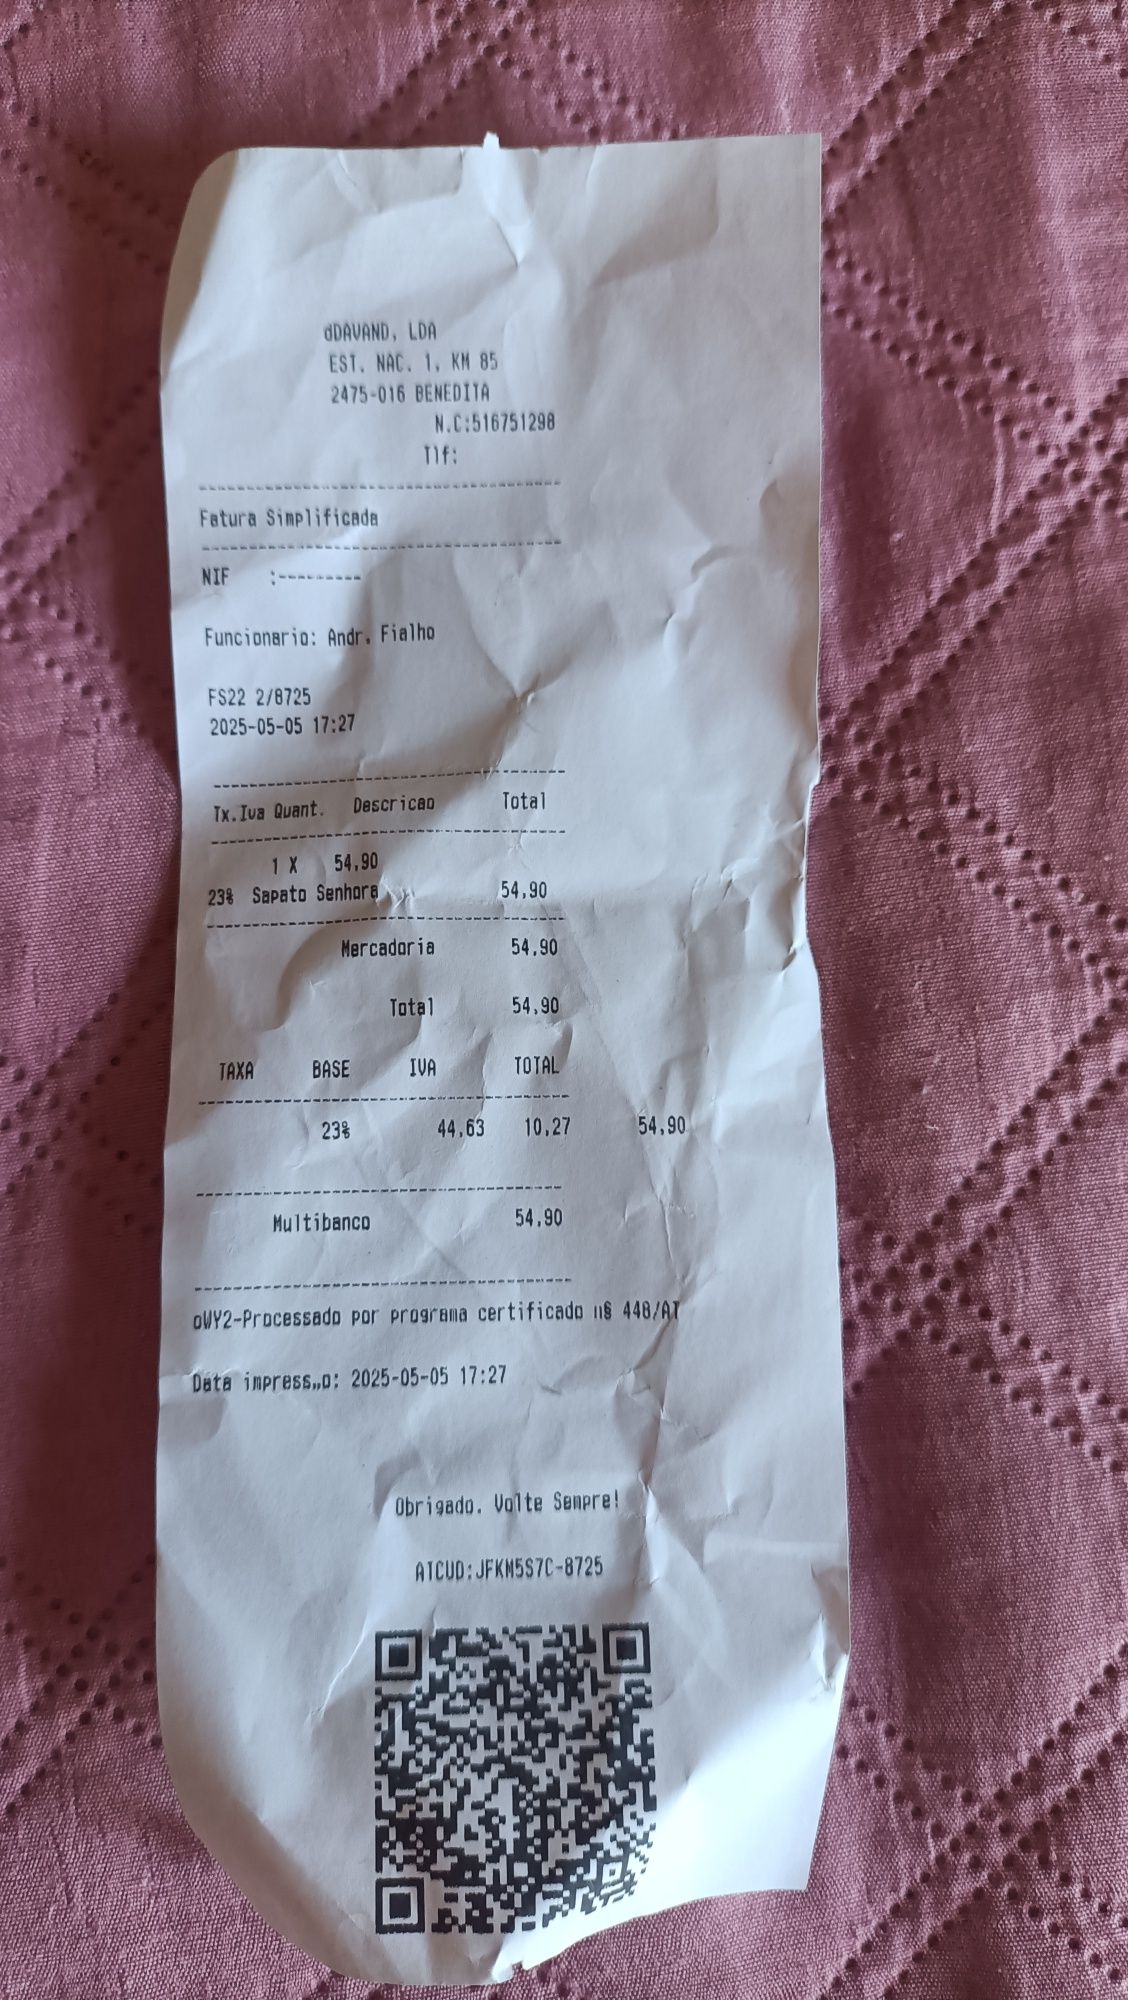 dDAVAND, LDA
EST. NAC. 1, KM 85
2475-016 BENEDITA
N.C:516751298
Tlf:
Fatura Simplificada
NIF :---------
Funcionario: Andr. Fialho
FS22 2/8725
2025-05-05 17:27
Tx.Iva Quant. Descricao Total
1 X 54,90
23% Sapato Senhora 54,90
Mercadoria 54,90
Total 54,90
TAXA BASE IVA TOTAL
23% 44,63 10,27 54,90
Multibanco 54,90
oWY2-Processado por programa certificado n§ 448/AT
Data impress„o: 2025-05-05 17:27
Obrigado. Volte Sempre!
ATCUD:JFKM5S7C-8725